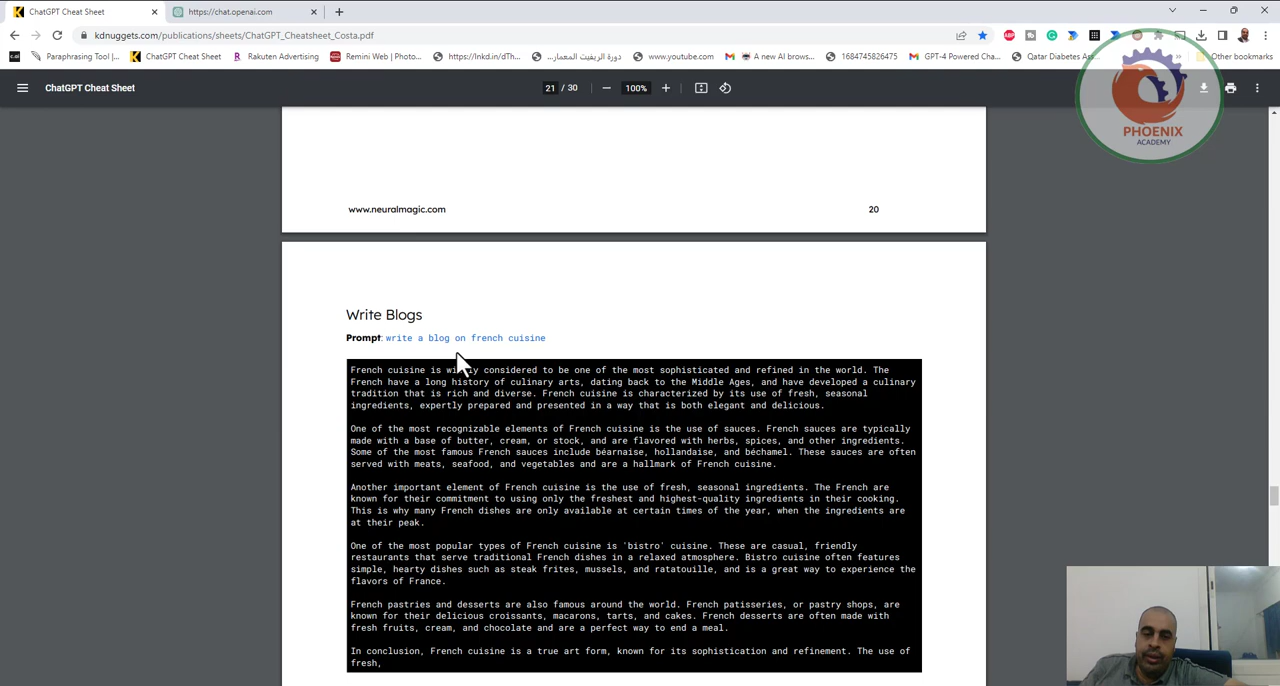 ChatGPT Cheat Sheet
https://chat.openai.com
kdnuggets.com/publications/sheets/ChatGPT_Cheatsheet_Costa.pdf
Paraphrasing Tool |... ChatGPT Cheat Sheet Rakuten Advertising Remini Web | Photo... https://lnkd.in/dTh... دورة الريفيت المعمار... www.youtube.com A new AI brows... 1684745826475 GPT-4 Powered Cha... Qatar Diabetes As... Other bookmarks
ChatGPT Cheat Sheet 21 / 30 100%
PHOENIX
ACADEMY
www.neuralmagic.com 20
Write Blogs
Prompt: write a blog on french cuisine
French cuisine is considered to be one of the most sophisticated and refined in the world. The
French have a long history of culinary arts, dating back to the Middle Ages, and have developed a culinary
tradition that is rich and diverse. French cuisine is characterized by its use of fresh, seasonal
ingredients, expertly prepared and presented in a way that is both elegant and delicious.
One of the most recognizable elements of French cuisine is the use of sauces. French sauces are typically
made with a base of butter, cream, or stock, and are flavored with herbs, spices, and other ingredients.
Some of the most famous French sauces include béarnaise, hollandaise, and béchamel. These sauces are often
served with meats, seafood, and vegetables and are a hallmark of French cuisine.
Another important element of French cuisine is the use of fresh, seasonal ingredients. The French are
known for their commitment to using only the freshest and highest-quality ingredients in their cooking.
This is why many French dishes are only available at certain times of the year, when the ingredients are
at their peak.
One of the most popular types of French cuisine is 'bistro' cuisine. These are casual, friendly
restaurants that serve traditional French dishes in a relaxed atmosphere. Bistro cuisine often features
simple, hearty dishes such as steak frites, mussels, and ratatouille, and is a great way to experience the
flavors of France.
French pastries and desserts are also famous around the world. French patisseries, or pastry shops, are
known for their delicious croissants, macarons, tarts, and cakes. French desserts are often made with
fresh fruits, cream, and chocolate and are a perfect way to end a meal.
In conclusion, French cuisine is a true art form, known for its sophistication and refinement. The use of
fresh,